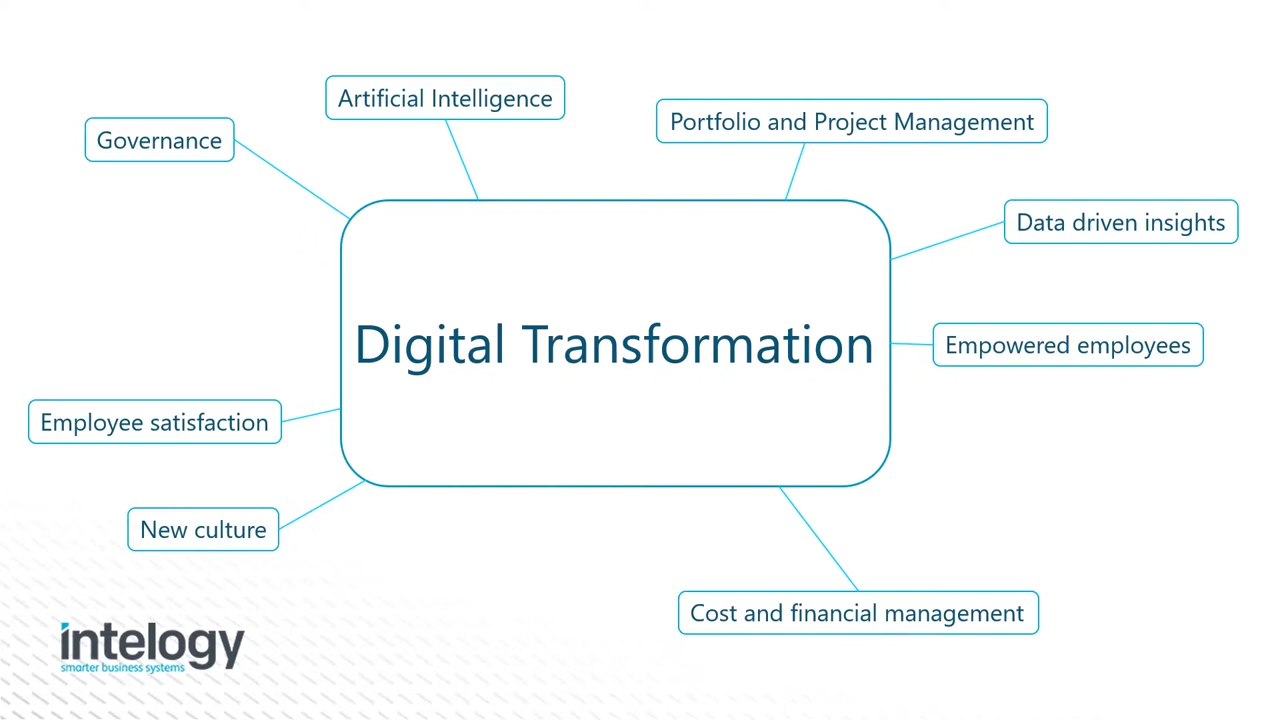 Artificial Intelligence
Portfolio and Project Management
Governance
Data driven insights
Digital Transformation
Empowered employees
Employee satisfaction
New culture
Cost and financial management
intelogy
smarter business systems